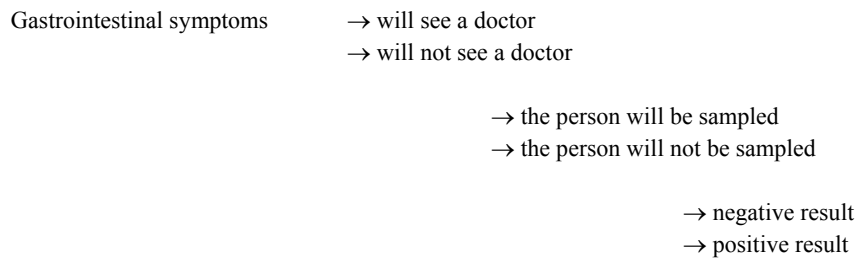 Gastrointestinal symptoms → will see a doctor
→ will not see a doctor
→ the person will be sampled
→ the person will not be sampled
→ negative result
→ positive result